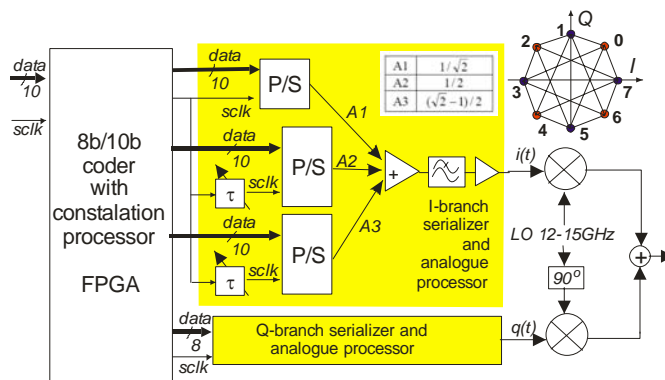 data
10
sclk
8b/10b
coder
with
constalation
processor
FPGA
data
10
sclk
P/S
A1
data
10
τ
sclk
P/S
A2
data
10
τ
sclk
P/S
A3
A1 1/√2
A2 1/2
A3 (√2 −1)/2
+
I-branch
serializer
and
analogue
processor
data
8
sclk
Q-branch serializer and
analogue processor
Q
I
0
1
2
3
4
5
6
7
i(t)
LO 12-15GHz
90o
q(t)
+